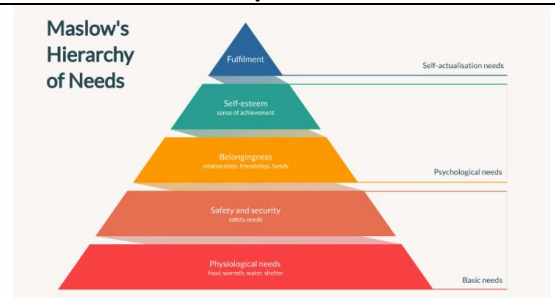 Maslow's
Hierarchy
of Needs
Fulfilment
Self-actualisation needs
Self-esteem
sense of achievement
Belongingness
relationships, friendships, family
Psychological needs
Safety and security
safety needs
Physiological needs
food, warmth, water, shelter
Basic needs